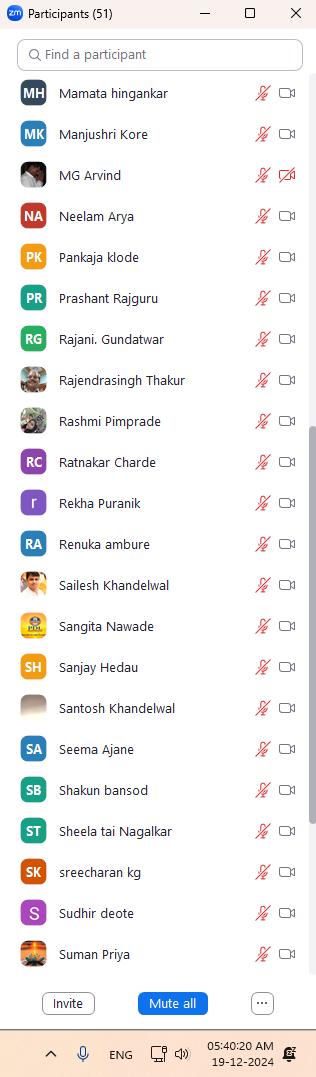 zm Participants (51)
Find a participant
MH Mamata hingankar
MK Manjushri Kore
MG Arvind
NA Neelam Arya
PK Pankaja klode
PR Prashant Rajguru
RG Rajani. Gundatwar
Rajendrasingh Thakur
Rashmi Pimprade
RC Ratnakar Charde
r Rekha Puranik
RA Renuka ambure
Sailesh Khandelwal
Sangita Nawade
SH Sanjay Hedau
Santosh Khandelwal
SA Seema Ajane
SB Shakun bansod
ST Sheela tai Nagalkar
SK sreecharan kg
S Sudhir deote
Suman Priya
Invite Mute all ...
ENG 05:40:20 AM
19-12-2024